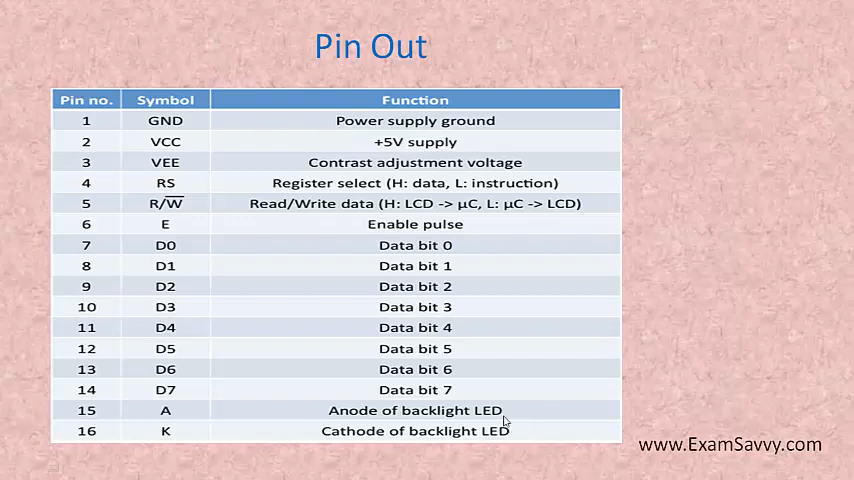 Pin Out
Pin no. Symbol Function
1 GND Power supply ground
2 VCC +5V supply
3 VEE Contrast adjustment voltage
4 RS Register select (H: data, L: instruction)
5 R/W̅ Read/Write data (H: LCD -> µC, L: µC -> LCD)
6 E Enable pulse
7 D0 Data bit 0
8 D1 Data bit 1
9 D2 Data bit 2
10 D3 Data bit 3
11 D4 Data bit 4
12 D5 Data bit 5
13 D6 Data bit 6
14 D7 Data bit 7
15 A Anode of backlight LED
16 K Cathode of backlight LED
www.ExamSavvy.com